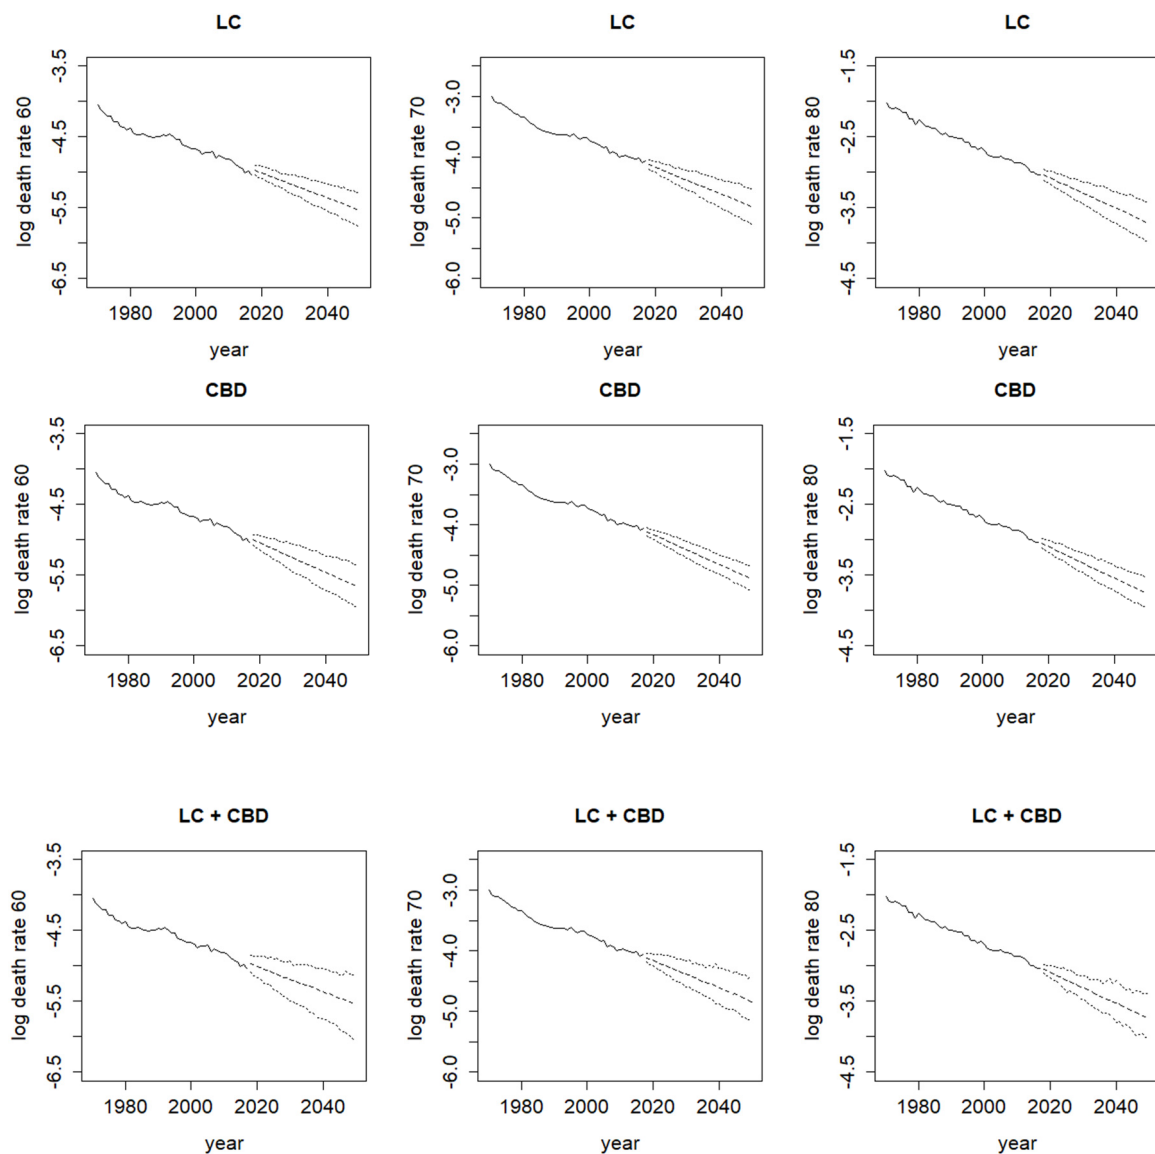 LC
LC
LC
log death rate 60
-3.5
-4.5
-5.5
-6.5
1980 2000 2020 2040
year
log death rate 70
-3.0
-4.0
-5.0
-6.0
1980 2000 2020 2040
year
log death rate 80
-1.5
-2.5
-3.5
-4.5
1980 2000 2020 2040
year
CBD
CBD
CBD
log death rate 60
-3.5
-4.5
-5.5
-6.5
1980 2000 2020 2040
year
log death rate 70
-3.0
-4.0
-5.0
-6.0
1980 2000 2020 2040
year
log death rate 80
-1.5
-2.5
-3.5
-4.5
1980 2000 2020 2040
year
LC + CBD
LC + CBD
LC + CBD
log death rate 60
-3.5
-4.5
-5.5
-6.5
1980 2000 2020 2040
year
log death rate 70
-3.0
-4.0
-5.0
-6.0
1980 2000 2020 2040
year
log death rate 80
-1.5
-2.5
-3.5
-4.5
1980 2000 2020 2040
year